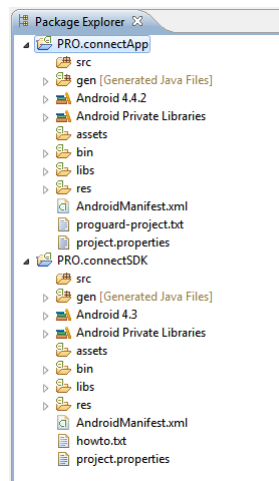 Package Explorer
PRO.connectApp
src
gen [Generated Java Files]
Android 4.4.2
Android Private Libraries
assets
bin
libs
res
AndroidManifest.xml
proguard-project.txt
project.properties
PRO.connectSDK
src
gen [Generated Java Files]
Android 4.3
Android Private Libraries
assets
bin
libs
res
AndroidManifest.xml
howto.txt
project.properties